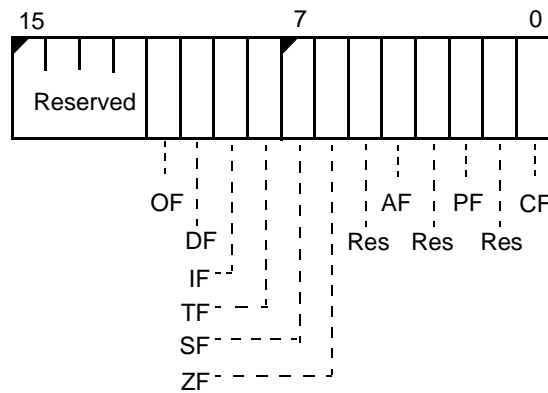 15 7 0
Reserved
OF AF PF CF
DF Res Res Res
IF
TF
SF
ZF